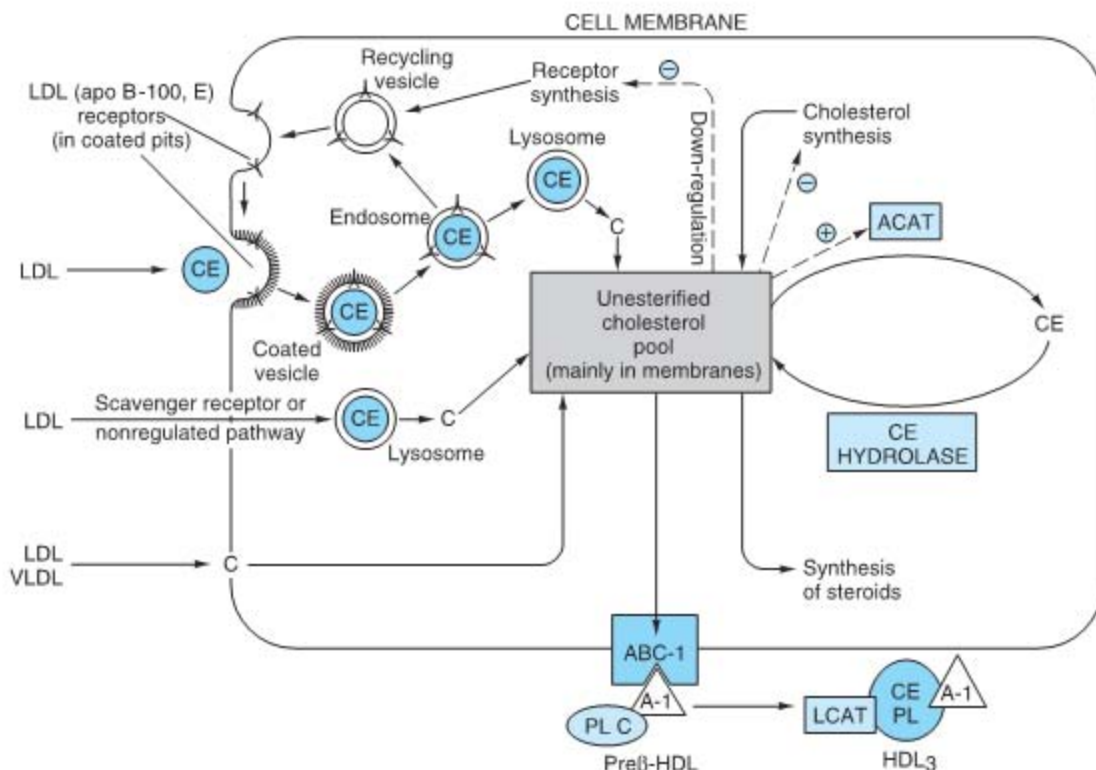 CELL MEMBRANE
Recycling
vesicle
Receptor
synthesis
−
LDL (apo B-100, E)
receptors
(in coated pits)
Lysosome
CE
Down-regulation
Cholesterol
synthesis
−
+
ACAT
Endosome
CE
C
LDL
CE
CE
Coated
vesicle
Unesterified
cholesterol
pool
(mainly in membranes)
CE
CE
HYDROLASE
LDL
Scavenger receptor or
nonregulated pathway
CE
C
Lysosome
LDL
VLDL
C
Synthesis
of steroids
ABC-1
A-1
PL C
Preβ-HDL
LCAT
CE
PL
A-1
HDL3